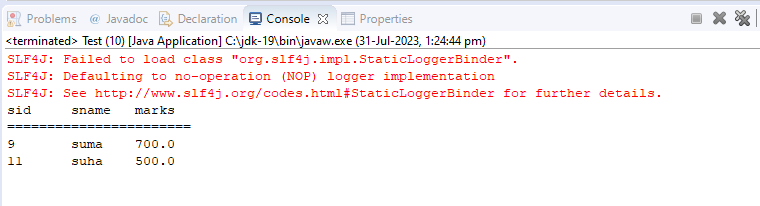 Problems @ Javadoc Declaration Console Properties
<terminated> Test (10) [Java Application] C:\jdk-19\bin\javaw.exe (31-Jul-2023, 1:24:44 pm)
SLF4J: Failed to load class "org.slf4j.impl.StaticLoggerBinder".
SLF4J: Defaulting to no-operation (NOP) logger implementation
SLF4J: See http://www.slf4j.org/codes.html#StaticLoggerBinder for further details.
sid sname marks
=======================
9 suma 700.0
11 suha 500.0